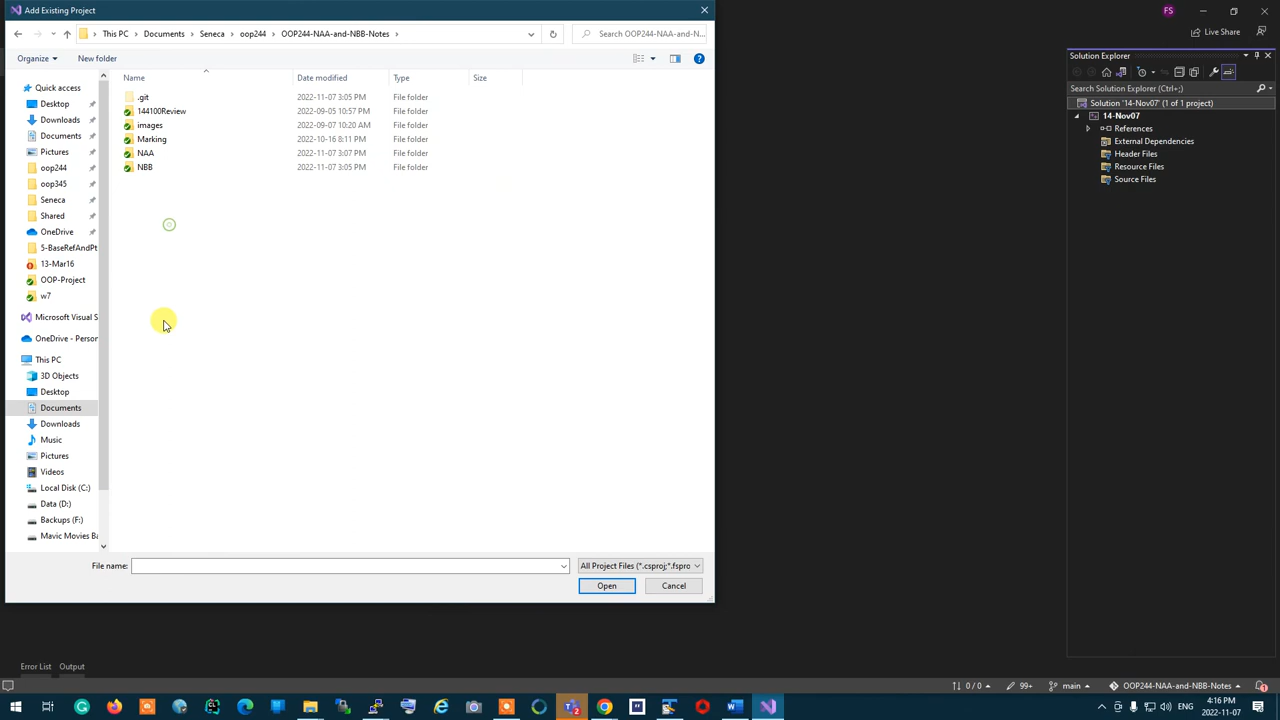 Add Existing Project
FS
This PC > Documents > Seneca > oop244 > OOP244-NAA-and-NBB-Notes >
Search OOP244-NAA-and-N...
Live Share
Organize
New folder
Solution Explorer
Search Solution Explorer (Ctrl+;)
Solution '14-Nov07' (1 of 1 project)
14-Nov07
References
External Dependencies
Header Files
Resource Files
Source Files
Name
Date modified
Type
Size
.git 2022-11-07 3:05 PM File folder
144100Review 2022-09-05 10:57 PM File folder
images 2022-09-07 10:20 AM File folder
Marking 2022-10-16 8:11 PM File folder
NAA 2022-11-07 3:07 PM File folder
NBB 2022-11-07 3:05 PM File folder
Quick access
Desktop
Downloads
Documents
Pictures
oop244
oop345
Seneca
Shared
OneDrive
5-BaseRefAndPt
13-Mar16
OOP-Project
w7
Microsoft Visual S
OneDrive - Person
This PC
3D Objects
Desktop
Documents
Downloads
Music
Pictures
Videos
Local Disk (C:)
Data (D:)
Backups (F:)
Mavic Movies Ba
File name:
All Project Files (*.csproj;*.fspro
Open
Cancel
Error List
Output
0 / 0
99+
main
OOP244-NAA-and-NBB-Notes
4:16 PM
2022-11-07